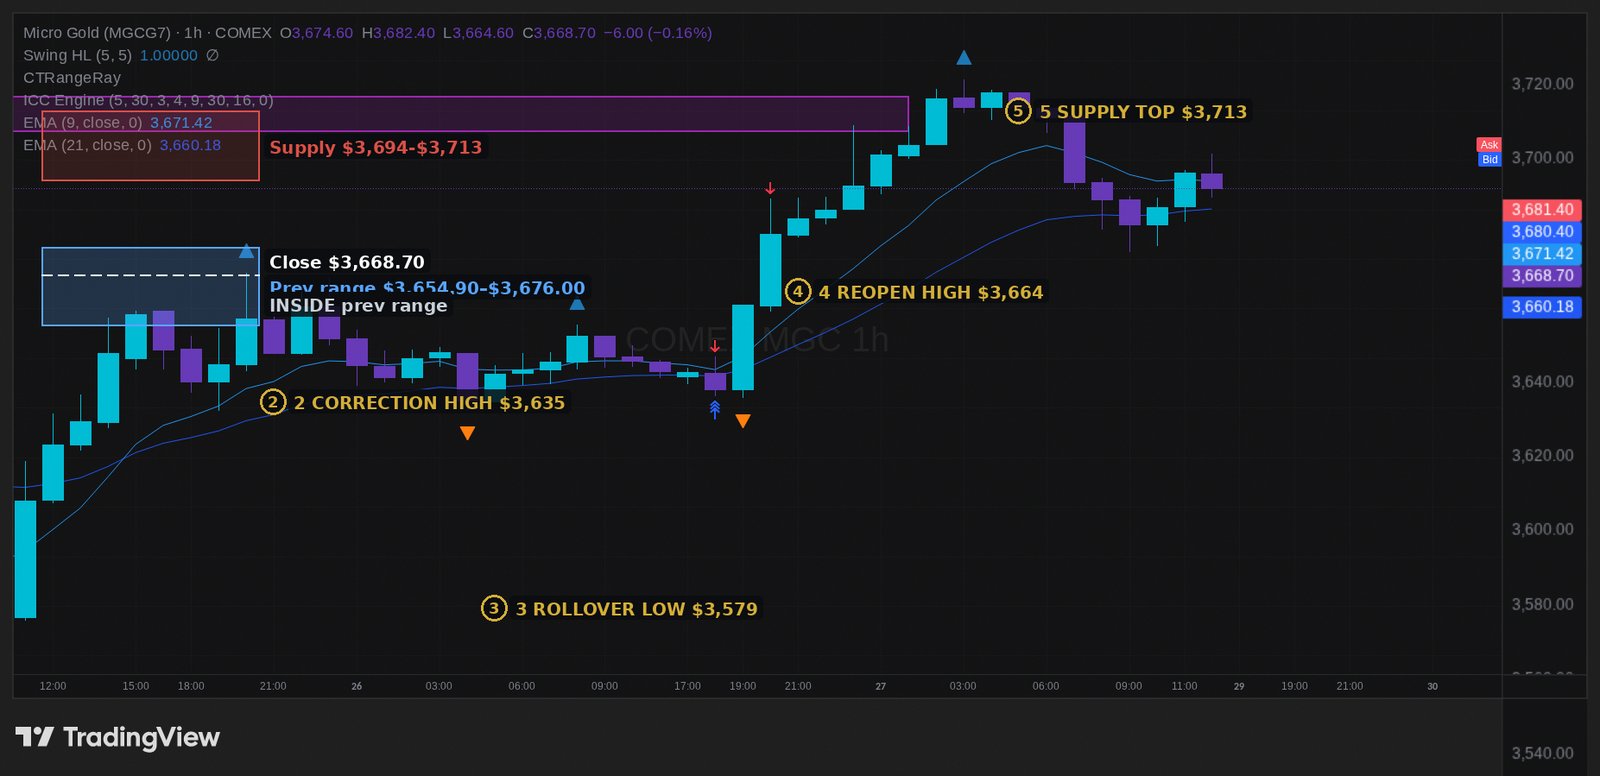 Micro Gold (MGCG7) · 1h · COMEX O3,674.60 H3,682.40 L3,664.60 C3,668.70 −6.00 (−0.16%)
Swing HL (5, 5) 1.00000 ∅
CTRangeRay
ICC Engine (5, 30, 3, 4, 9, 30, 16, 0)
EMA (9, close, 0) 3,671.42
EMA (21, close, 0) 3,660.18
Supply $3,694-$3,713
5 5 SUPPLY TOP $3,713
Close $3,668.70
Prev range $3,654.90–$3,676.00
INSIDE prev range
4 4 REOPEN HIGH $3,664
COMEX MGC 1h
2 2 CORRECTION HIGH $3,635
3 3 ROLLOVER LOW $3,579
3,720.00
Ask
3,700.00
Bid
3,681.40
3,680.40
3,671.42
3,668.70
3,660.18
3,640.00
3,620.00
3,600.00
3,580.00
12:00 15:00 18:00 21:00 26 03:00 06:00 09:00 17:00 19:00 21:00 27 03:00 06:00 09:00 11:00 29 19:00 21:00 30
TradingView
3,540.00